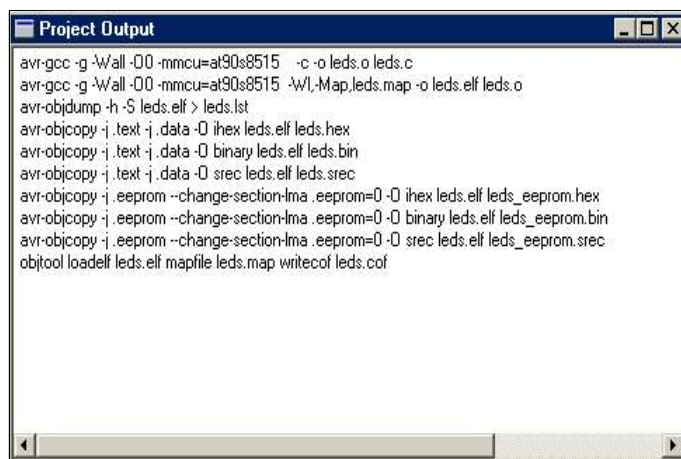 Project Output
avr-gcc -g -Wall -O0 -mmcu=at90s8515 -c -o leds.o leds.c
avr-gcc -g -Wall -O0 -mmcu=at90s8515 -Wl,-Map,leds.map -o leds.elf leds.o
avr-objdump -h -S leds.elf > leds.lst
avr-objcopy -j .text -j .data -O ihex leds.elf leds.hex
avr-objcopy -j .text -j .data -O binary leds.elf leds.bin
avr-objcopy -j .text -j .data -O srec leds.elf leds.srec
avr-objcopy -j .eeprom --change-section-lma .eeprom=0 -O ihex leds.elf leds_eeprom.hex
avr-objcopy -j .eeprom --change-section-lma .eeprom=0 -O binary leds.elf leds_eeprom.bin
avr-objcopy -j .eeprom --change-section-lma .eeprom=0 -O srec leds.elf leds_eeprom.srec
objtool loadelf leds.elf mapfile leds.map writecof leds.cof